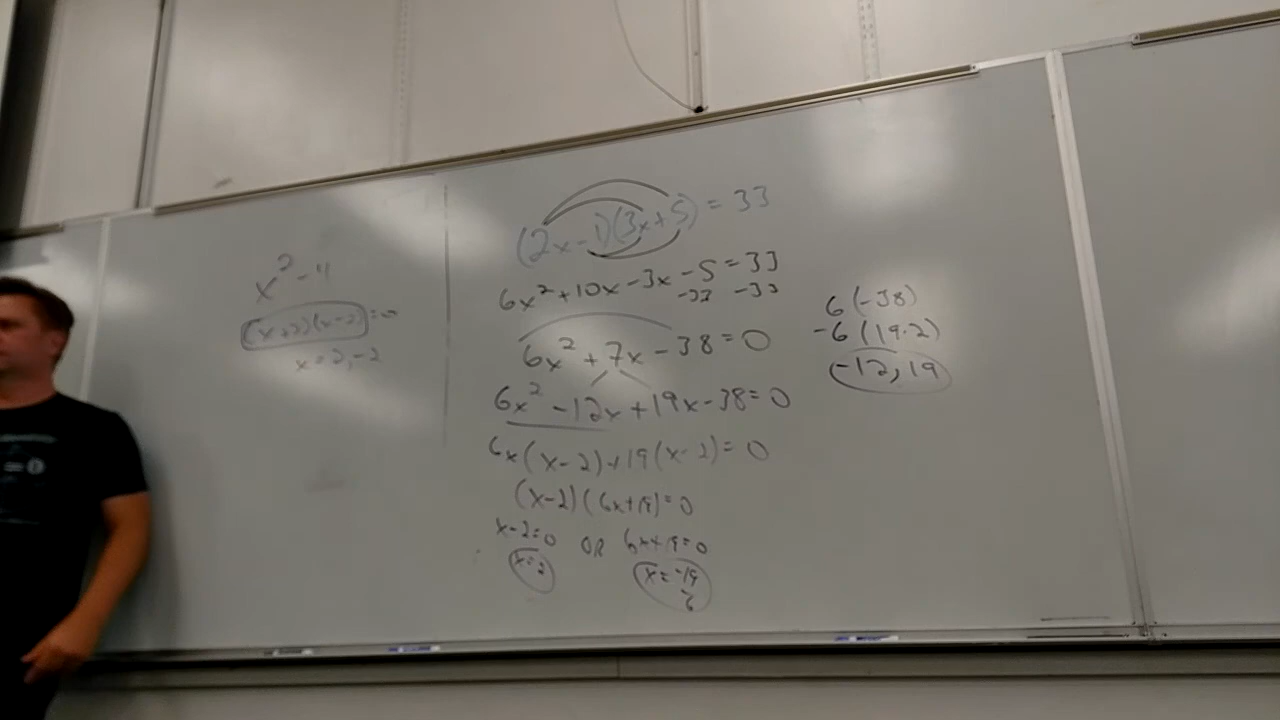 x² - 4
(x+2)(x-2)=0
x = 2, -2
(2x-1)(3x+5) = 33
6x² + 10x - 3x - 5 = 33
-33 -33
6x² + 7x - 38 = 0
6x² - 12x + 19x - 38 = 0
6x(x-2)+19(x-2)=0
(x-2)(6x+19)=0
x-2=0 OR 6x+19=0
x=2 x=-19/6
6(-38)
-6(19·2)
-12, 19